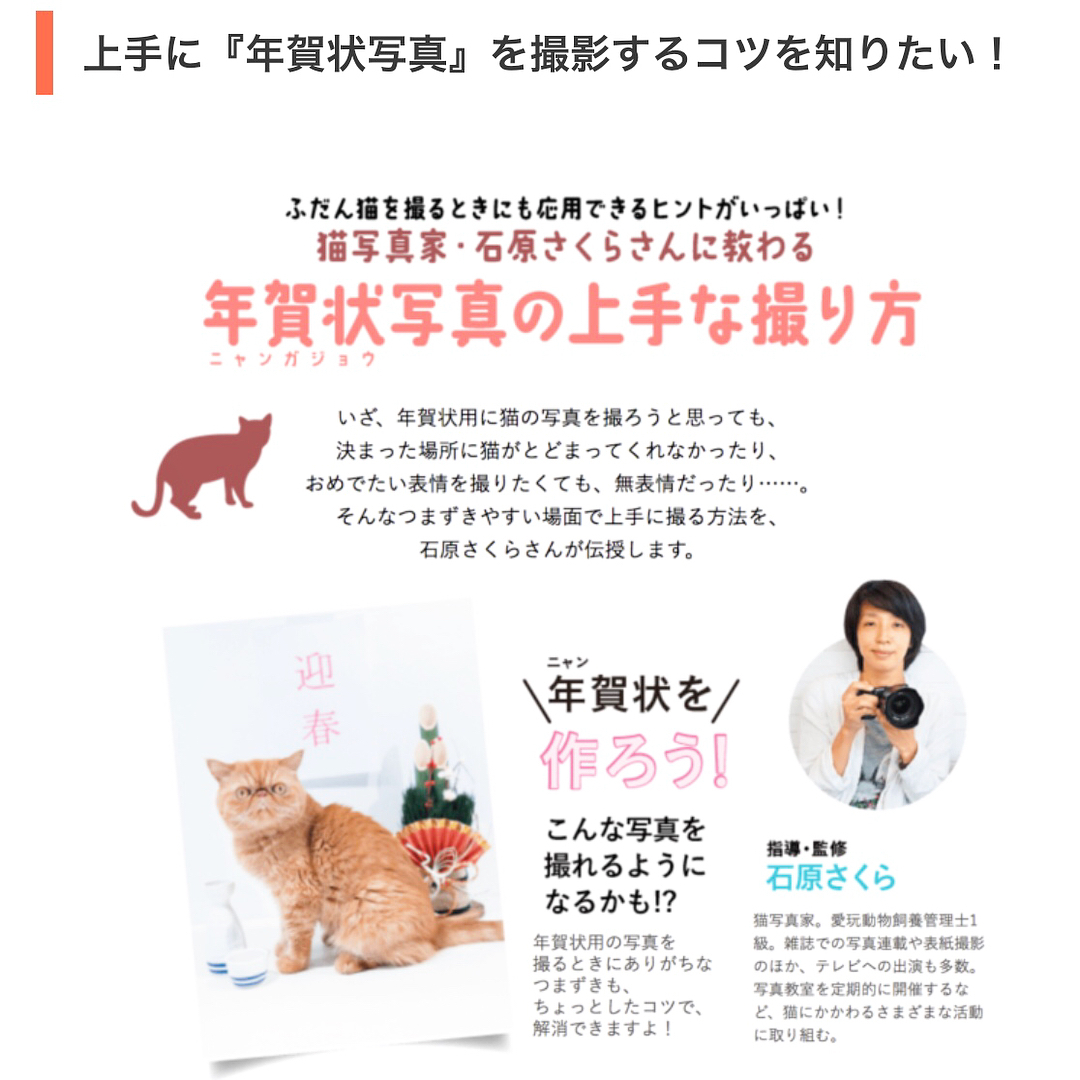 上手に『年賀状写真』を撮影するコツを知りたい！
ふだん猫を撮るときにも応用できるヒントがいっぱい！
猫写真家・石原さくらさんに教わる
年賀状写真の上手な撮り方
ニャンガジョウ
いざ、年賀状用に猫の写真を撮ろうと思っても、
決まった場所に猫がとどまってくれなかったり、
おめでたい表情を撮りたくても、無表情だったり……。
そんなつまずきやすい場面で上手に撮る方法を、
石原さくらさんが伝授します。
迎
春
ニャン
年賀状を
作ろう!
こんな写真を
撮れるように
なるかも!?
年賀状用の写真を
撮るときにありがちな
つまずきも、
ちょっとしたコツで、
解消できますよ！
指導・監修
石原さくら
猫写真家。愛玩動物飼養管理士1
級。雑誌での写真連載や表紙撮影
のほか、テレビへの出演も多数。
写真教室を定期的に開催するな
ど、猫にかかわるさまざまな活動
に取り組む。